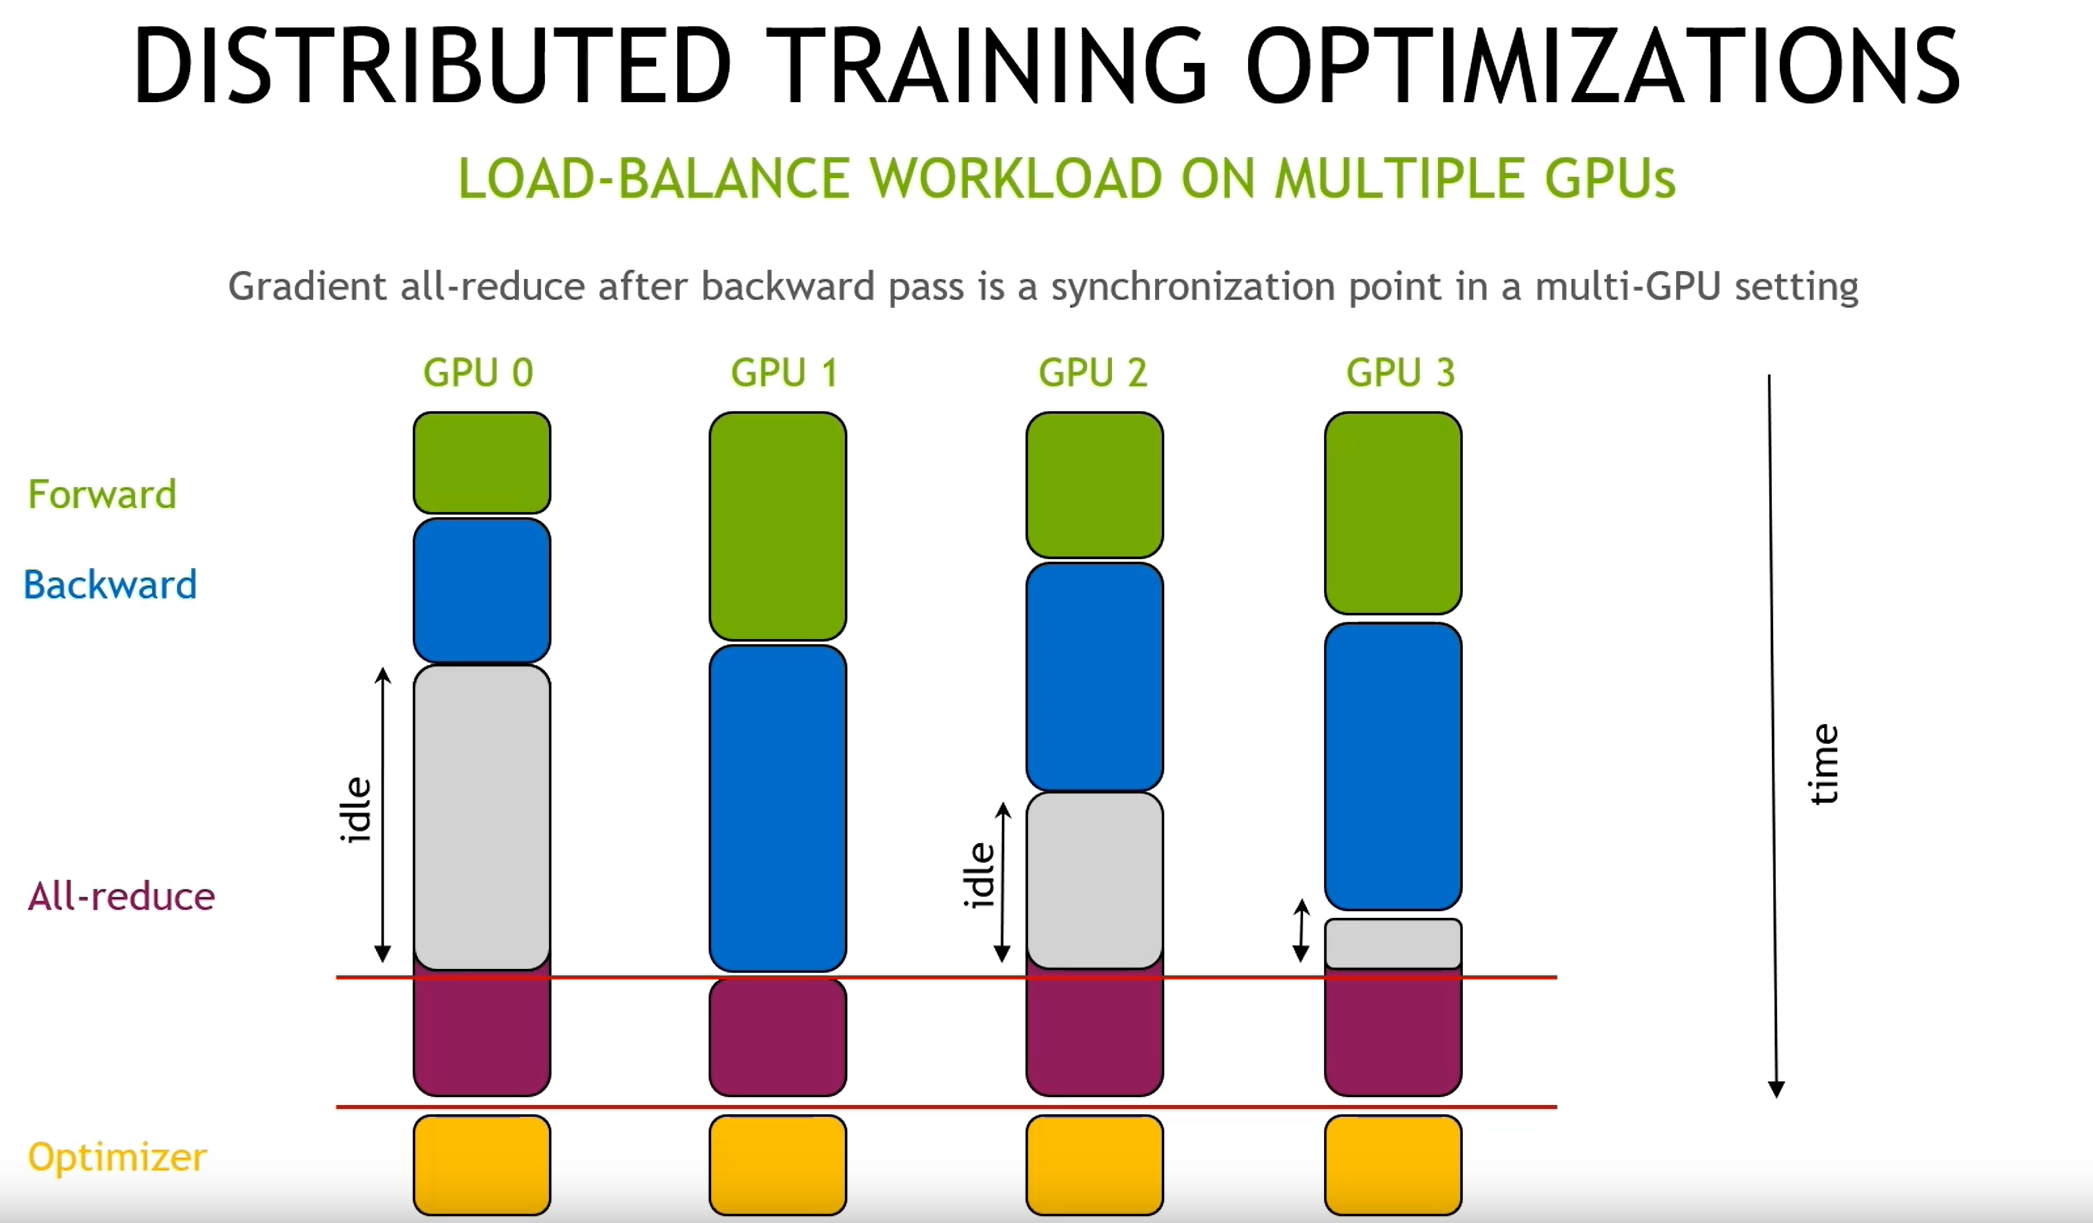 DISTRIBUTED TRAINING OPTIMIZATIONS
LOAD-BALANCE WORKLOAD ON MULTIPLE GPUs
Gradient all-reduce after backward pass is a synchronization point in a multi-GPU setting
GPU 0 GPU 1 GPU 2 GPU 3
Forward
Backward
idle
idle
time
All-reduce
Optimizer